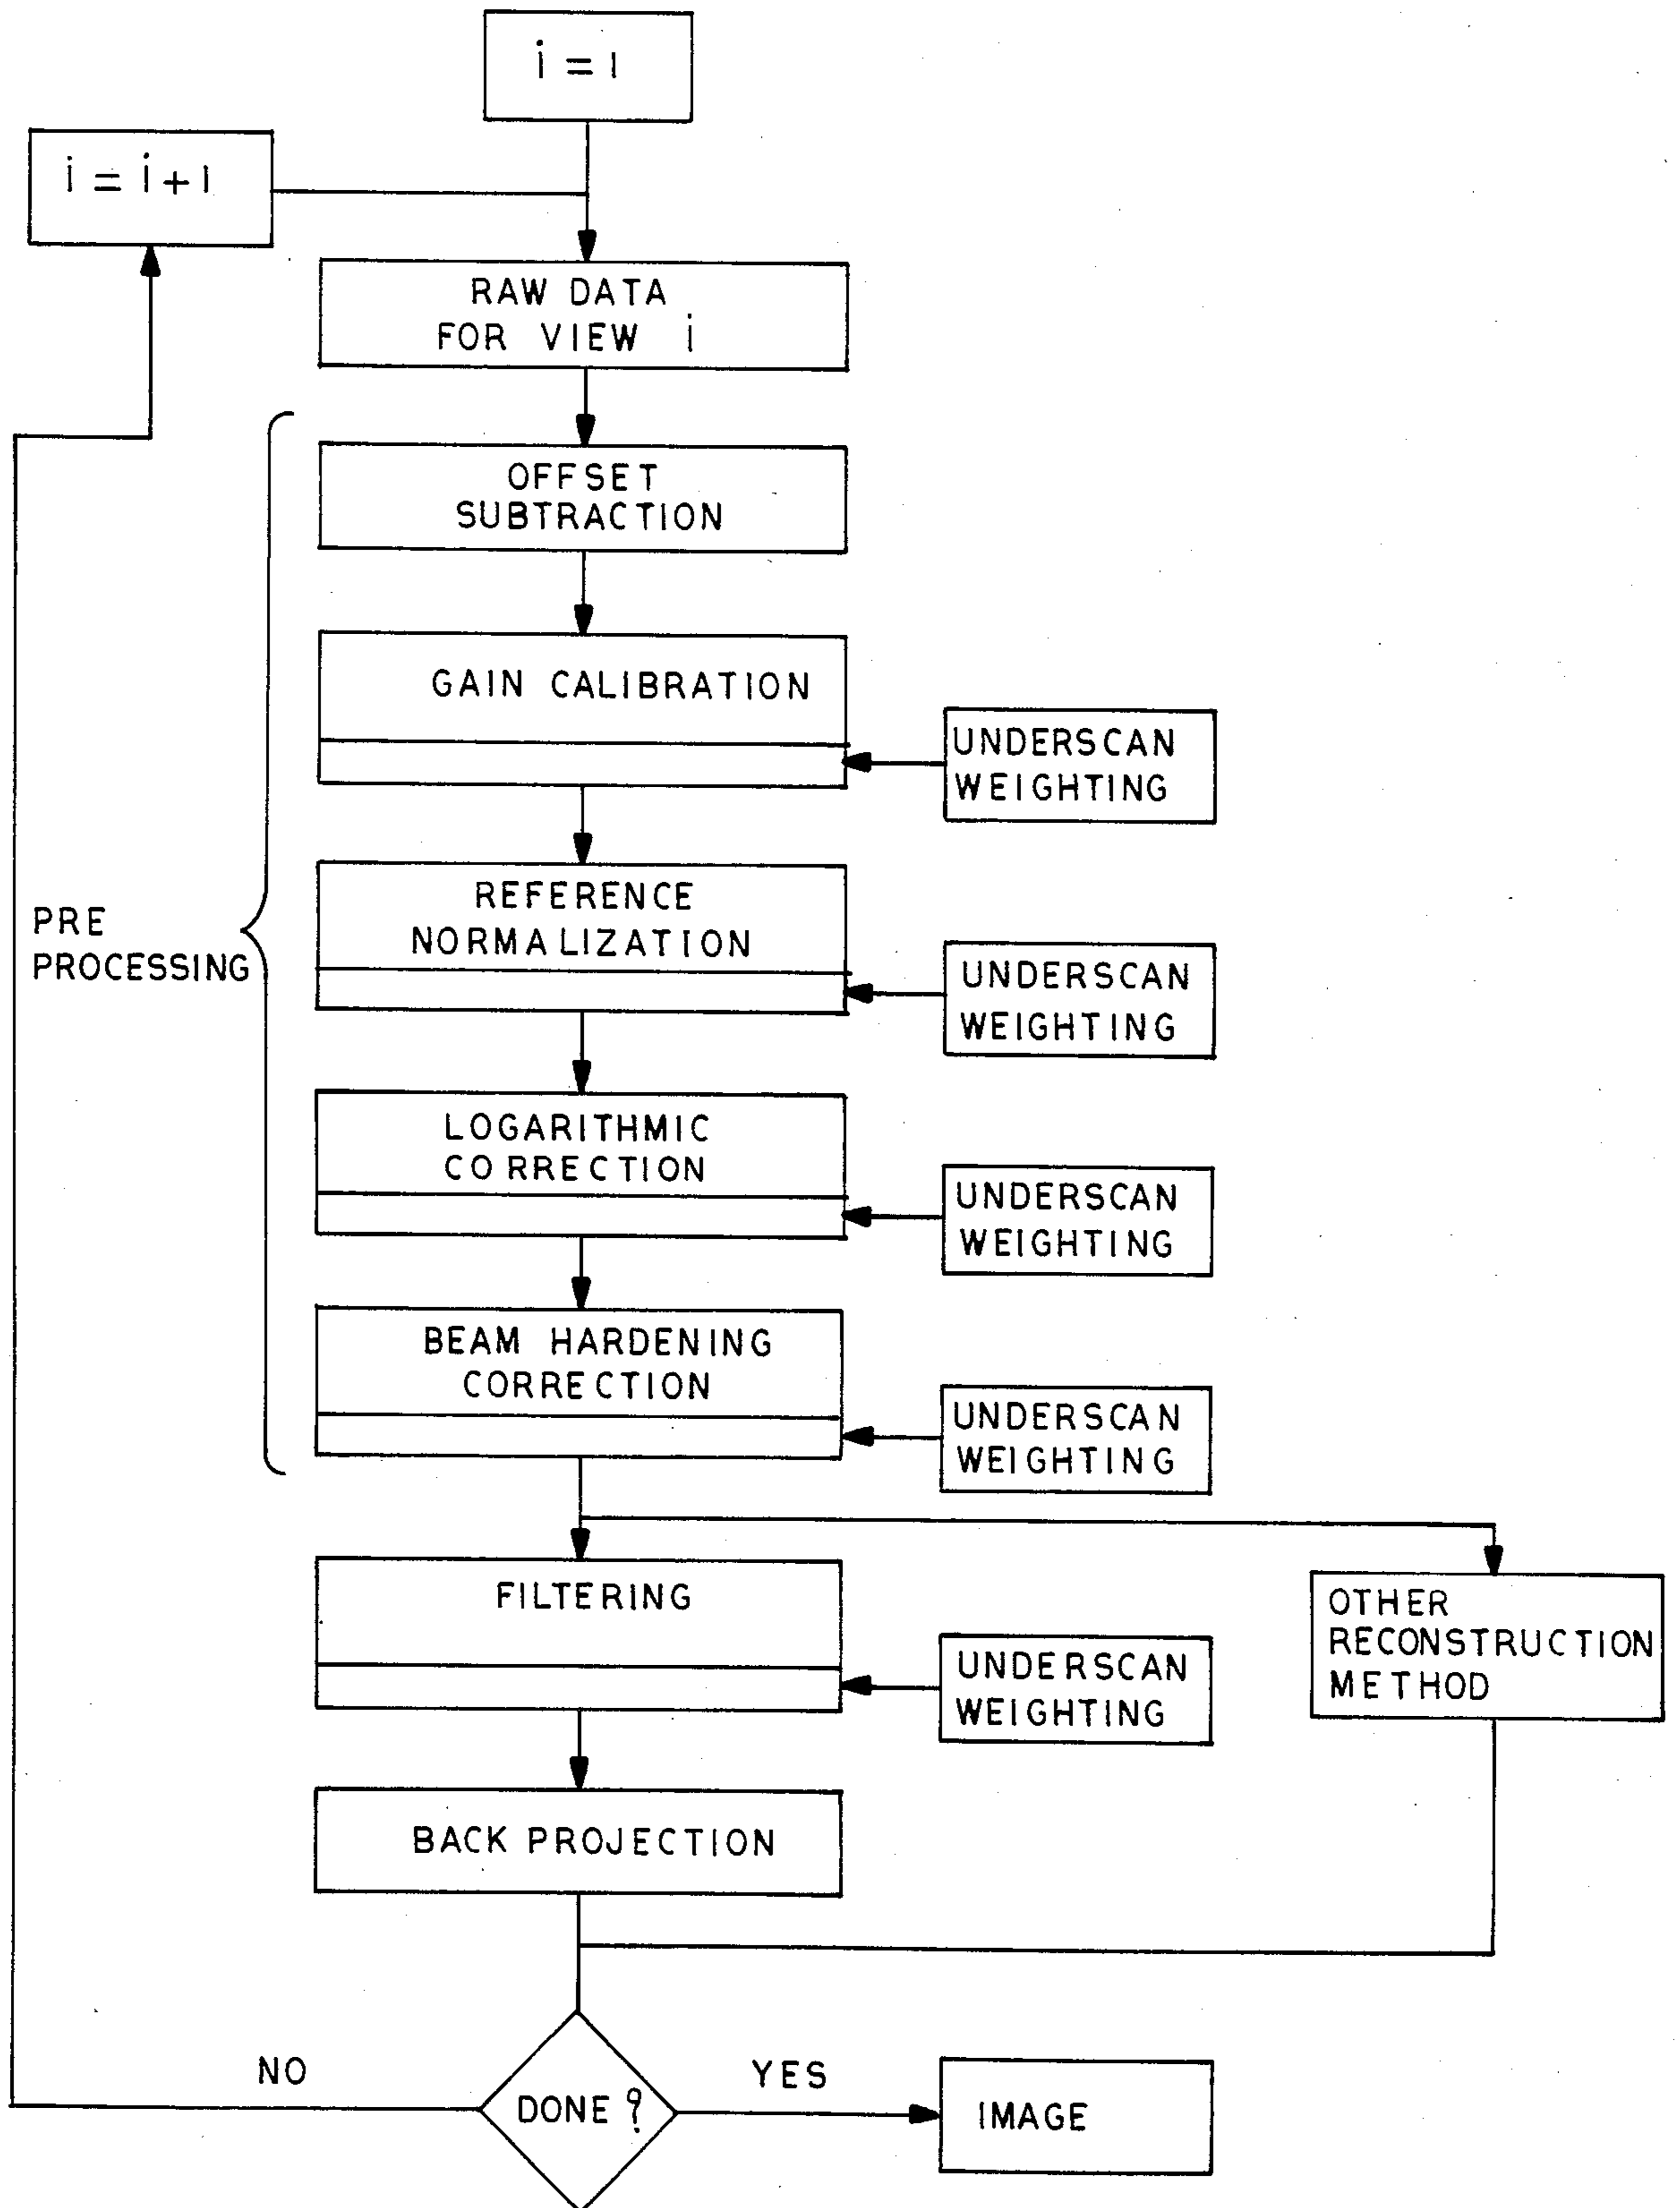 i = 1
i = i + 1
RAW DATA
FOR VIEW i
OFFSET
SUBTRACTION
GAIN CALIBRATION
UNDERSCAN
WEIGHTING
REFERENCE
NORMALIZATION
PRE
PROCESSING
UNDERSCAN
WEIGHTING
LOGARITHMIC
CORRECTION
UNDERSCAN
WEIGHTING
BEAM HARDENING
CORRECTION
UNDERSCAN
WEIGHTING
FILTERING
OTHER
RECONSTRUCTION
METHOD
UNDERSCAN
WEIGHTING
BACK PROJECTION
NO
YES
DONE ?
IMAGE